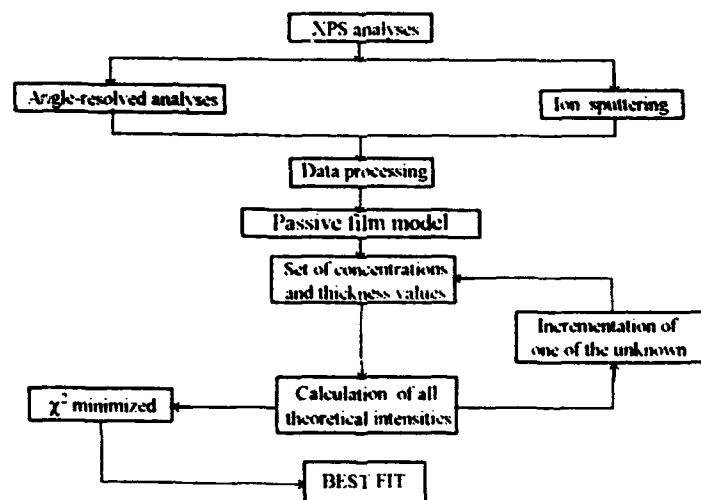 XPS analyses
Angle-resolved analyses
Ion sputtering
Data processing
Passive film model
Set of concentrations
and thickness values
Incrementation of
one of the unknown
Calculation of all
theoretical intensities
χ² minimized
BEST FIT